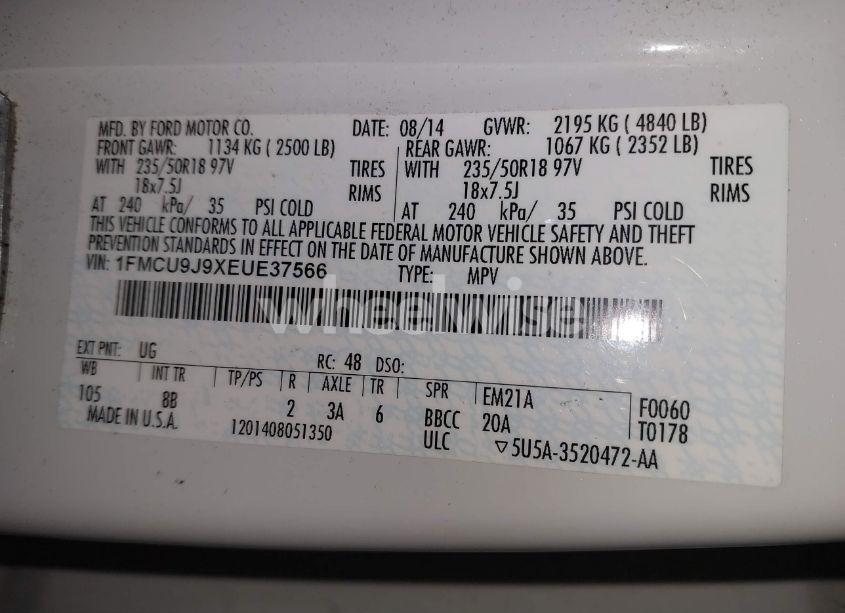 MFD. BY FORD MOTOR CO. DATE: 08/14 GVWR: 2195 KG ( 4840 LB)
FRONT GAWR: 1134 KG ( 2500 LB) REAR GAWR: 1067 KG ( 2352 LB)
WITH 235/50R18 97V TIRES WITH 235/50R18 97V TIRES
18x7.5J RIMS 18x7.5J RIMS
AT 240 kPa/ 35 PSI COLD AT 240 kPa/ 35 PSI COLD
THIS VEHICLE CONFORMS TO ALL APPLICABLE FEDERAL MOTOR VEHICLE SAFETY AND THEFT
PREVENTION STANDARDS IN EFFECT ON THE DATE OF MANUFACTURE SHOWN ABOVE.
VIN: 1FMCU9J9XEUE37566 TYPE: MPV
wheelwise
EXT PNT: UG RC: 48 DSO:
WB INT TR TP/PS R AXLE TR SPR EM21A F0060
105 8B 2 3A 6 BBCC 20A T0178
MADE IN U.S.A. 1201408051350 ULC ▽5U5A-3520472-AA